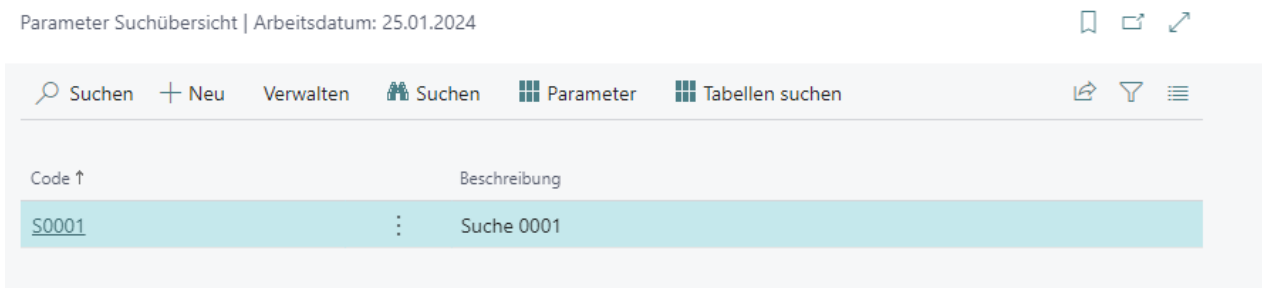 Parameter Suchübersicht | Arbeitsdatum: 25.01.2024
Suchen Neu Verwalten Suchen Parameter Tabellen suchen
Code ↑ Beschreibung
S0001 Suche 0001